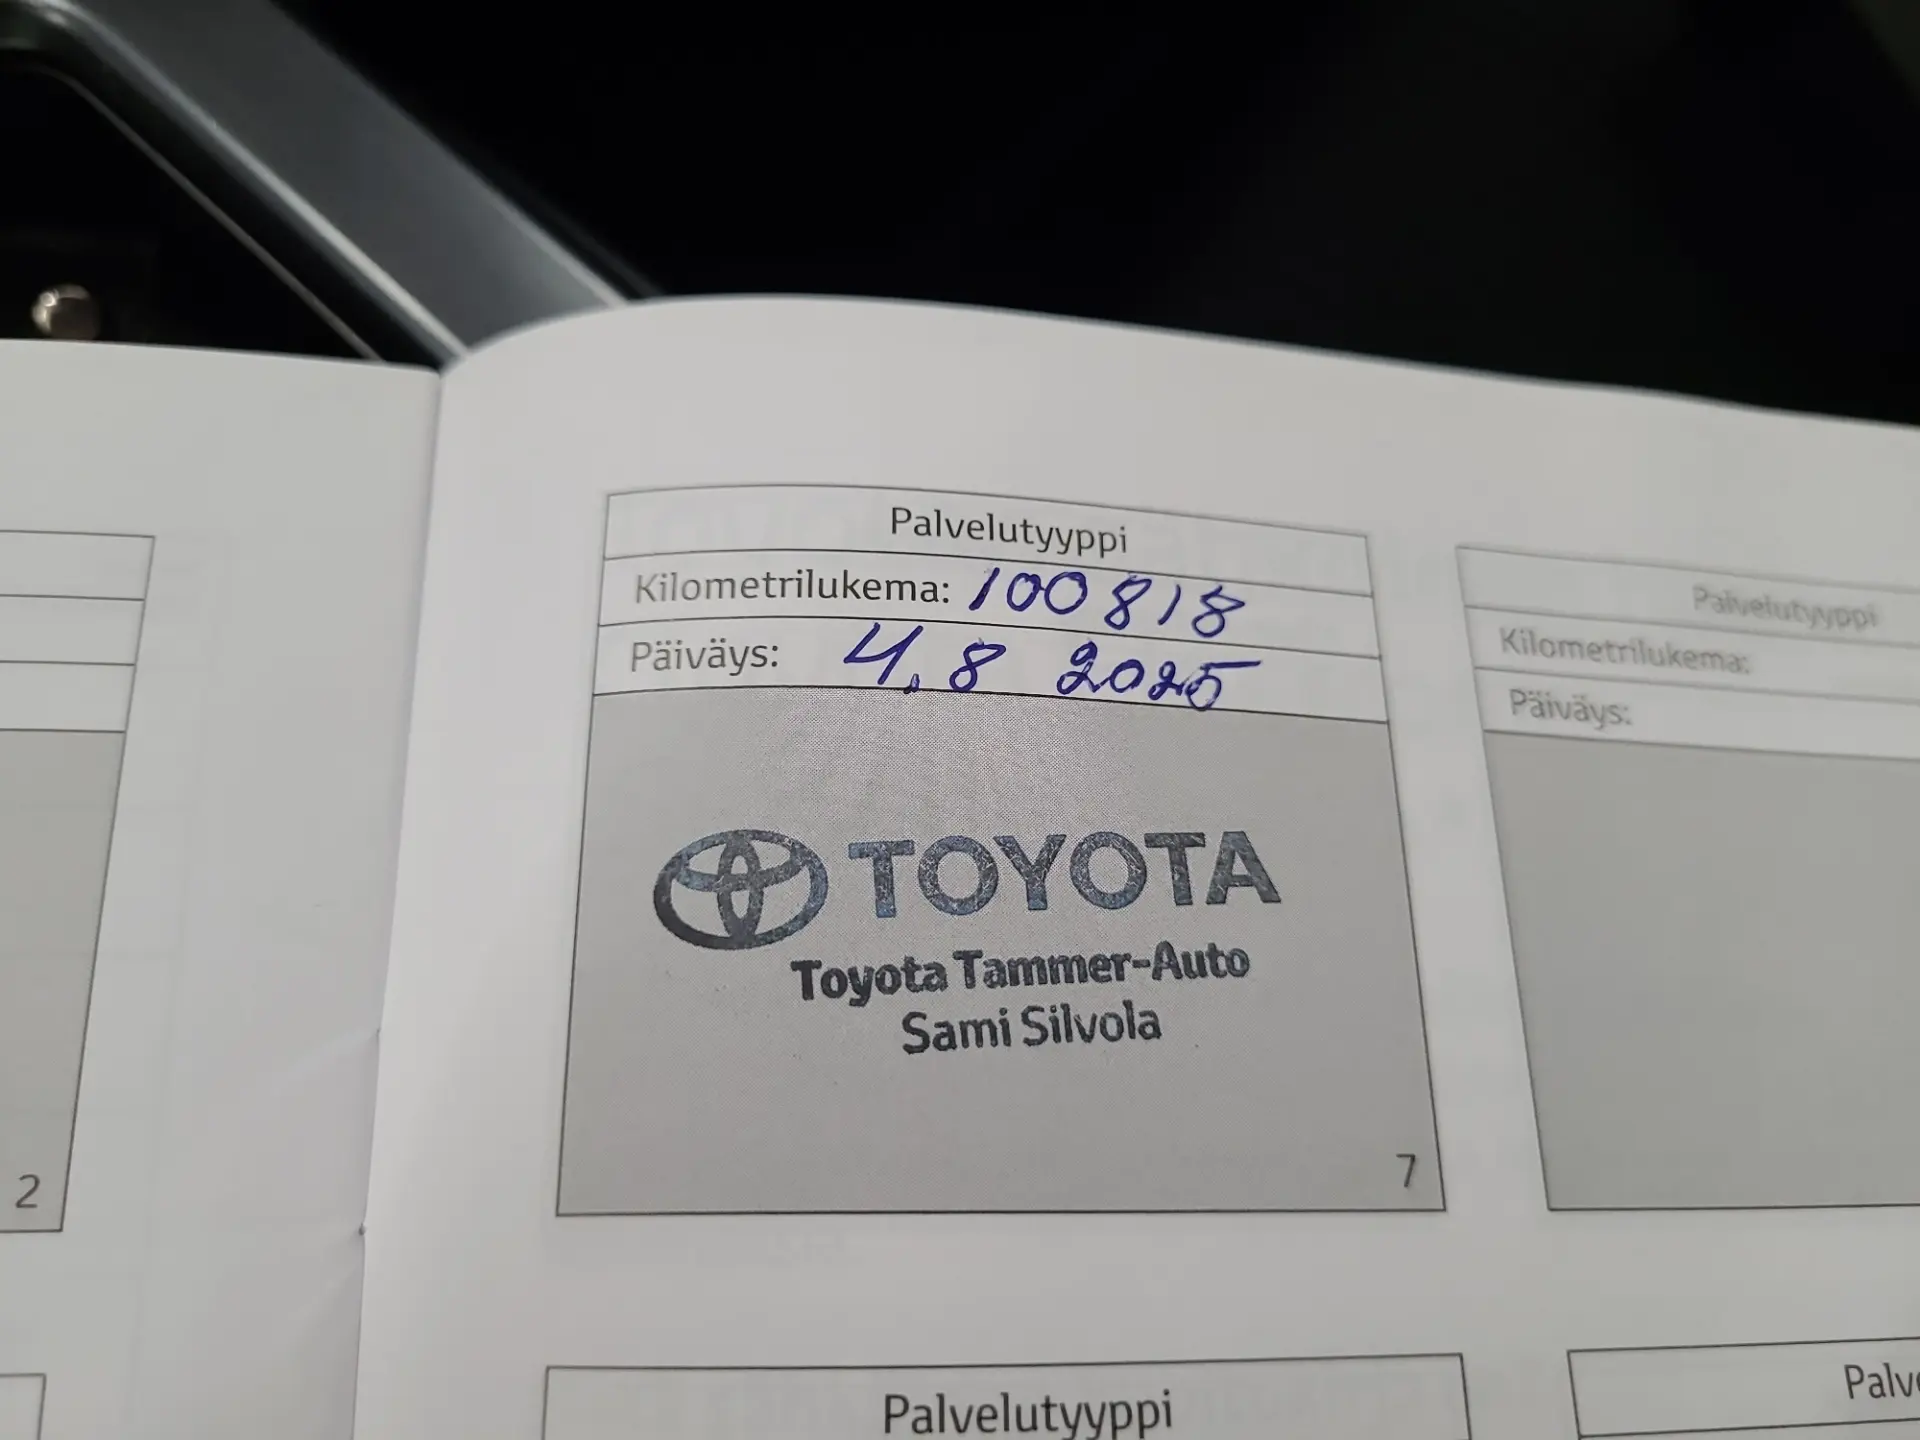 Palvelutyyppi
Kilometrilukema: 100818
Päiväys: 4.8 2025
TOYOTA
Toyota Tammer-Auto
Sami Silvola
7
Palvelutyyppi
Kilometrilukema:
Päiväys:
2
Palvelutyyppi
Palv